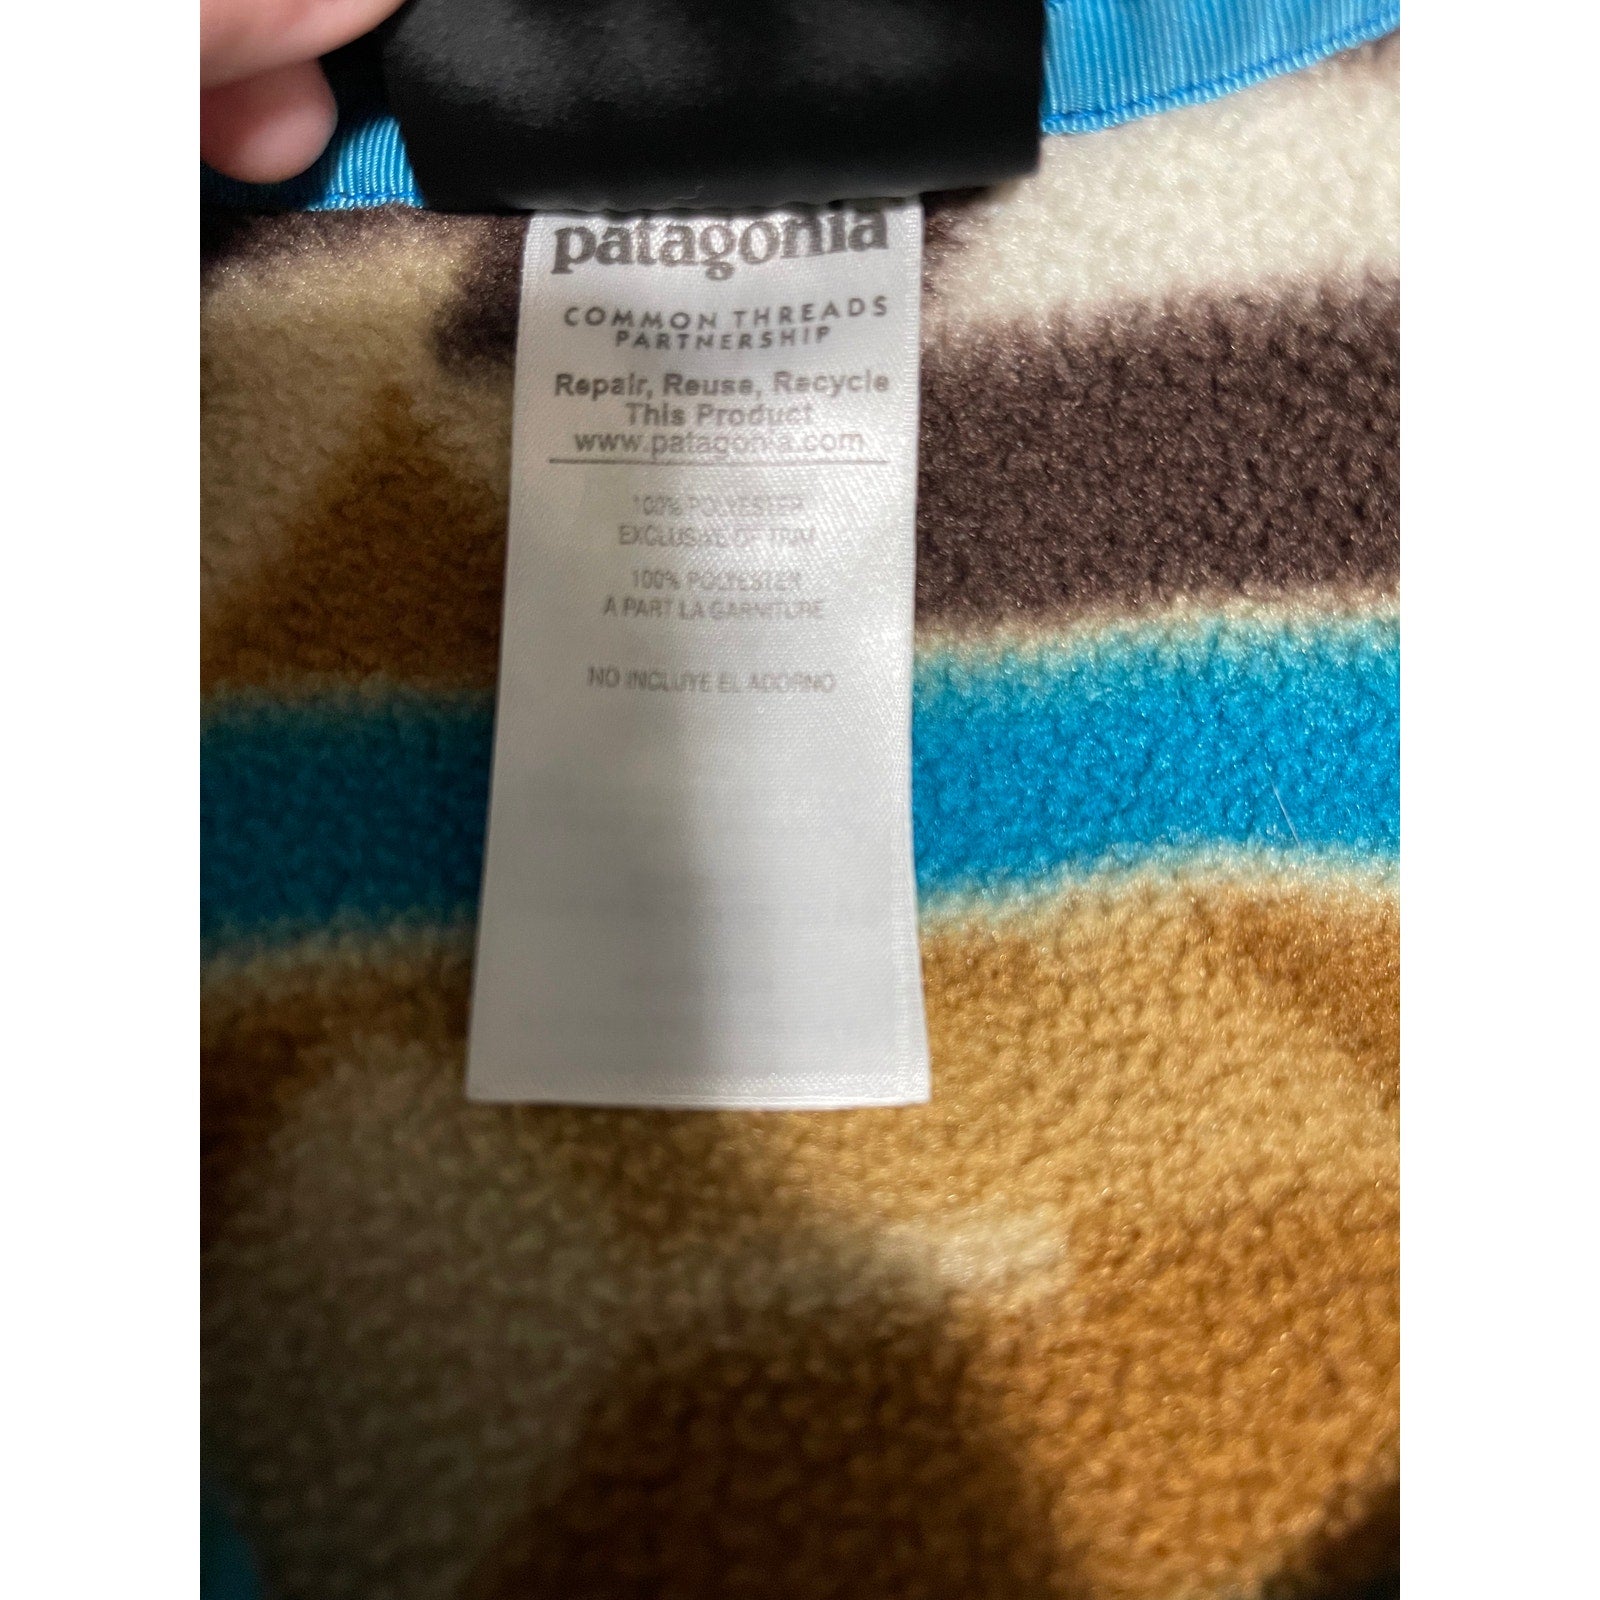 patagonia
COMMON THREADS
PARTNERSHIP
Repair, Reuse, Recycle
This Product
www.patagonia.com
100% POLYESTER
EXCLUSIVE OF TRIM
100% POLYESTER
A PART LA GARNITURE
NO INCLUYE EL ADORNO